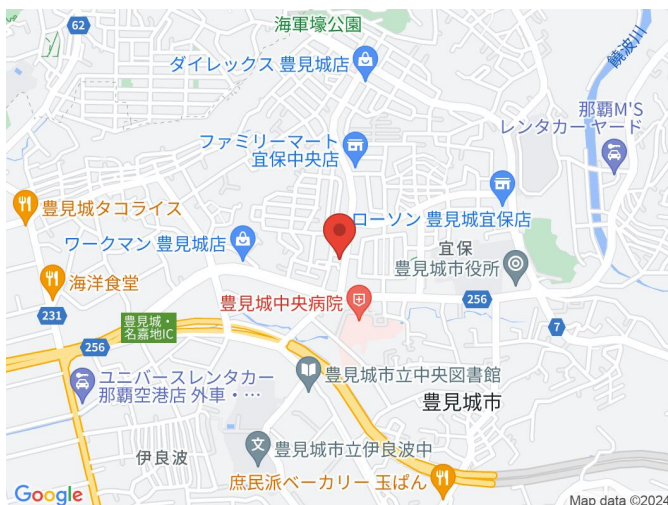 62
海軍壕公園
饒波川
ダイレックス 豊見城店
那覇M'S
レンタカー ヤード
ファミリーマート
宜保中央店
豊見城タコライス
ローソン 豊見城宜保店
ワークマン 豊見城店
宜保
豊見城市役所
海洋食堂
豊見城中央病院
256
231
豊見城・
名嘉地IC
7
256
ユニバースレンタカー
那覇空港店 外車・…
豊見城市立中央図書館
豊見城市
伊良波
文
豊見城市立伊良波中
庶民派ベーカリー 玉ぱん
Google
Map data ©2024